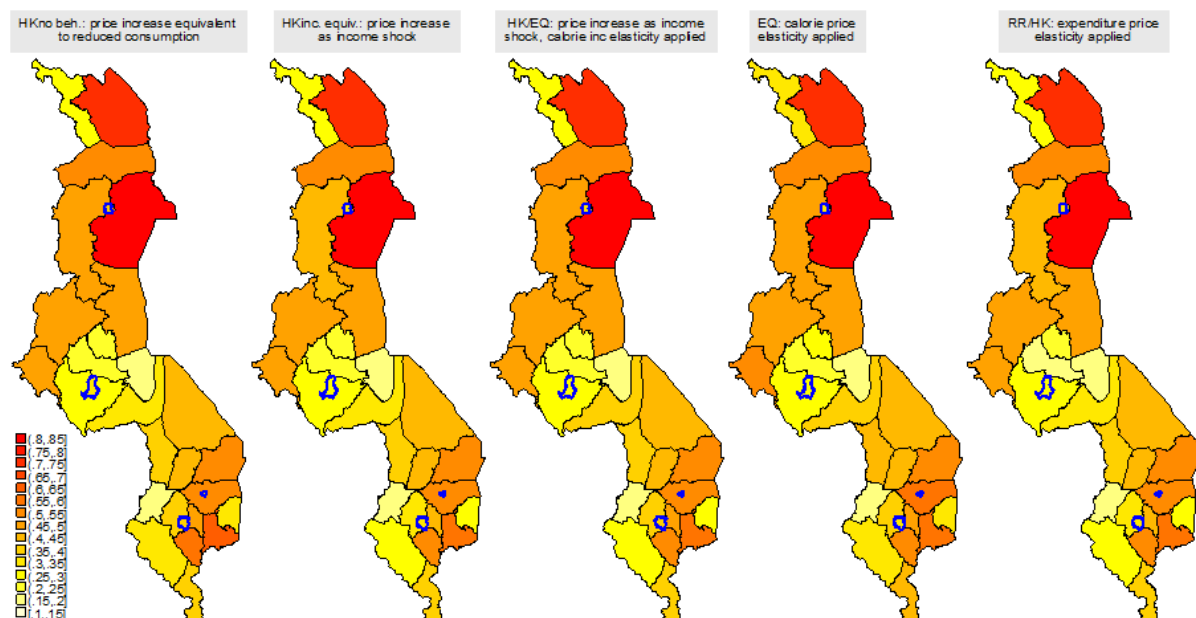 HKno beh.: price increase equivalent
to reduced consumption
HKinc. equiv.: price increase
as income shock
HK/EQ: price increase as income
shock, calorie inc elasticity applied
EQ: calorie price
elasticity applied
RR/HK: expenditure price
elasticity applied
(.8,.85]
(.75,.8]
(.7,.75]
(.65,.7]
(.6,.65]
(.55,.6]
(.5,.55]
(.45,.5]
(.4,.45]
(.35,.4]
(.3,.35]
(.25,.3]
(.2,.25]
(.15,.2]
[.1,.15]